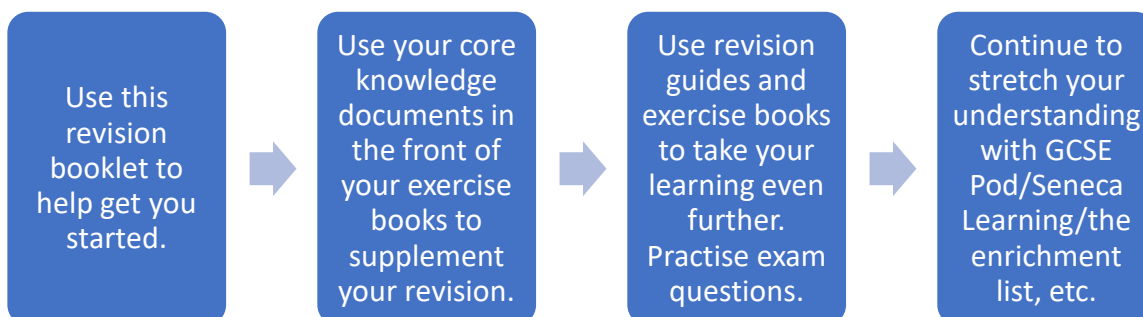 Use this
revision
booklet to
help get you
started.
Use your core
knowledge
documents in
the front of
your exercise
books to
supplement
your revision.
Use revision
guides and
exercise books
to take your
learning even
further.
Practise exam
questions.
Continue to
stretch your
understanding
with GCSE
Pod/Seneca
Learning/the
enrichment
list, etc.